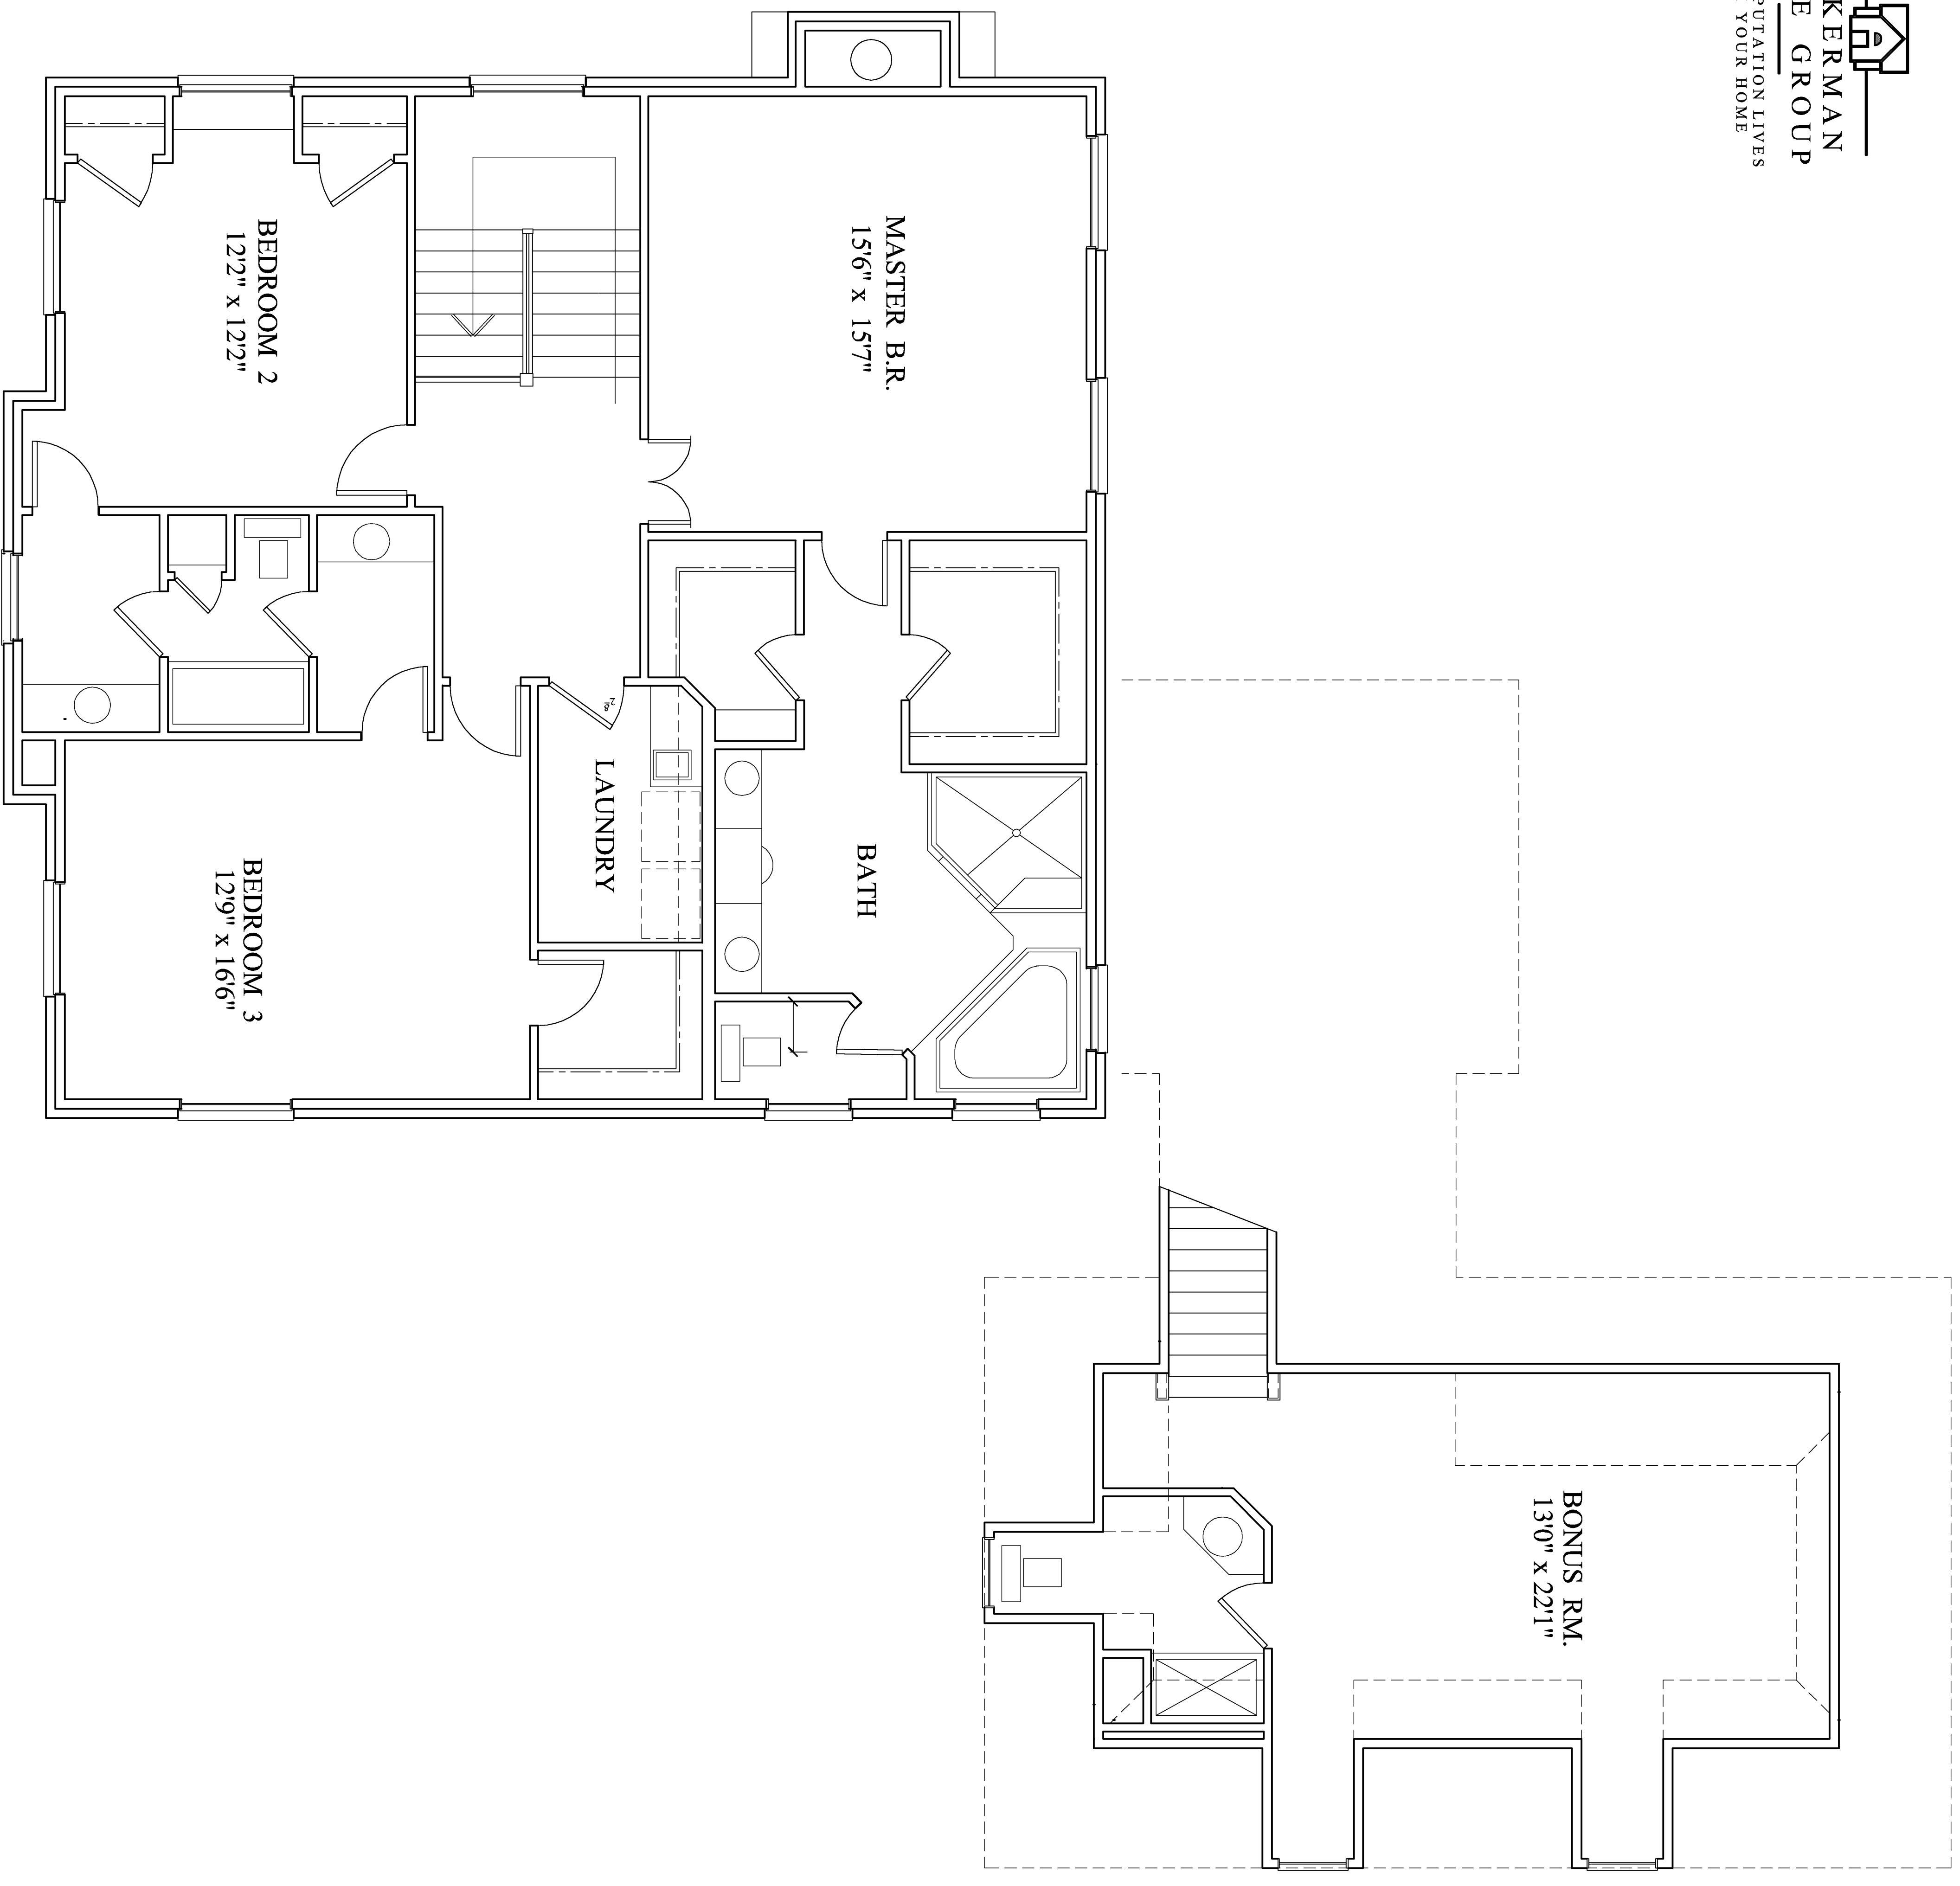 KERMAN
E GROUP
PUTATION LIVES
YOUR HOME
MASTER B.R.
15'6" x 15'7"
BEDROOM 2
12'2" x 12'2"
BATH
LAUNDRY
BEDROOM 3
12'9" x 16'6"
BONUS RM.
13'0" x 22'1"